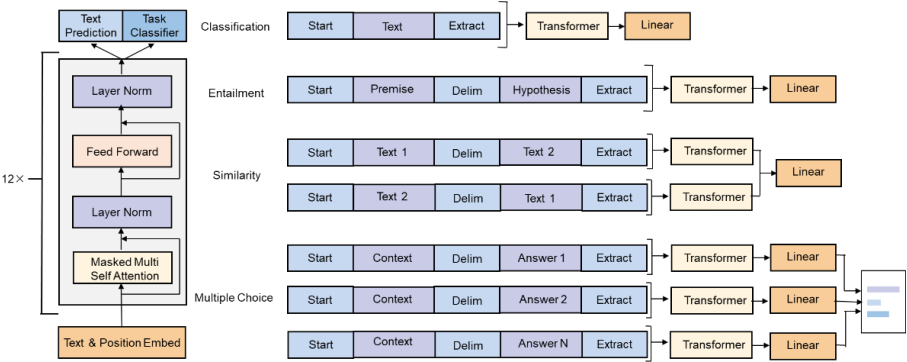 Text
Prediction
Task
Classifier
12×
Layer Norm
Feed Forward
Layer Norm
Masked Multi
Self Attention
Text & Position Embed
Classification
Start Text Extract Transformer Linear
Entailment
Start Premise Delim Hypothesis Extract Transformer Linear
Similarity
Start Text 1 Delim Text 2 Extract Transformer
Linear
Start Text 2 Delim Text 1 Extract Transformer
Multiple Choice
Start Context Delim Answer 1 Extract Transformer Linear
Start Context Delim Answer 2 Extract Transformer Linear
Start Context Delim Answer N Extract Transformer Linear